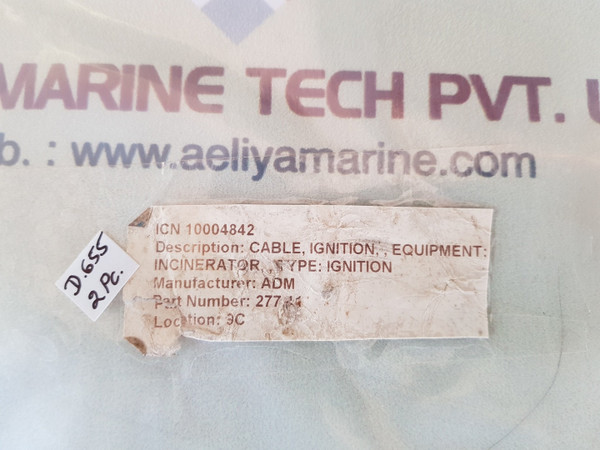 MARINE TECH PVT.
b. : www.aeliyamarine.com
ICN 10004842
Description: CABLE, IGNITION, , EQUIPMENT:
INCINERATOR, TYPE: IGNITION
Manufacturer: ADM
Part Number:
Location: 9C
D.655
2 PC.